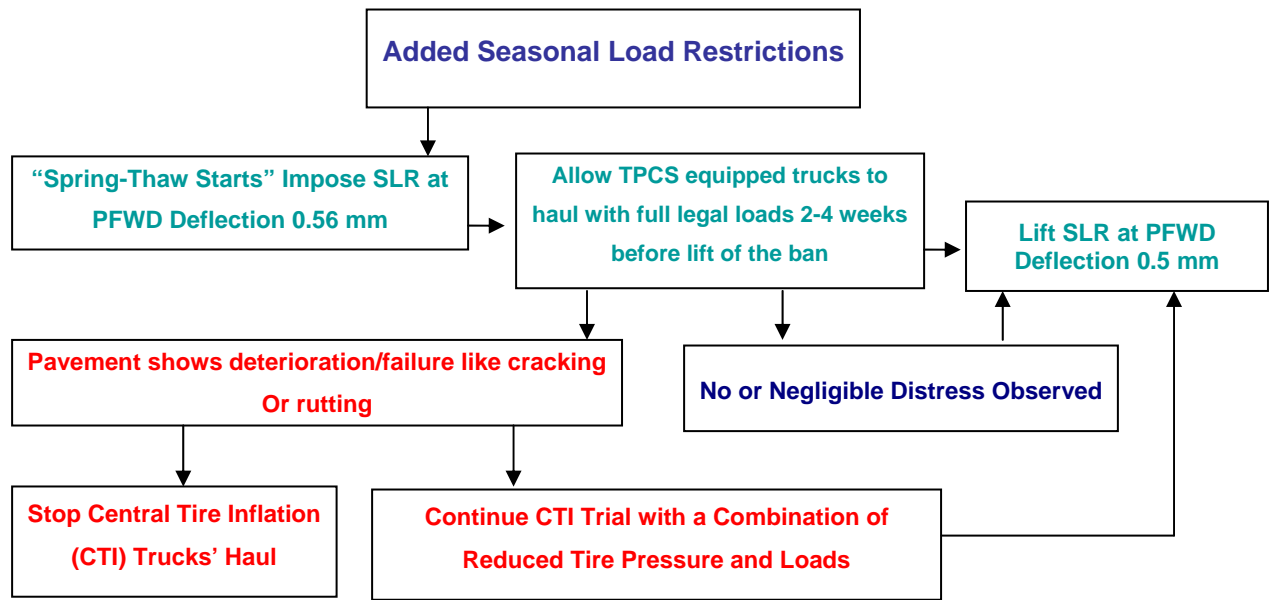 Added Seasonal Load Restrictions
“Spring-Thaw Starts” Impose SLR at
PFWD Deflection 0.56 mm
Allow TPCS equipped trucks to
haul with full legal loads 2-4 weeks
before lift of the ban
Lift SLR at PFWD
Deflection 0.5 mm
Pavement shows deterioration/failure like cracking
Or rutting
No or Negligible Distress Observed
Stop Central Tire Inflation
(CTI) Trucks’ Haul
Continue CTI Trial with a Combination of
Reduced Tire Pressure and Loads